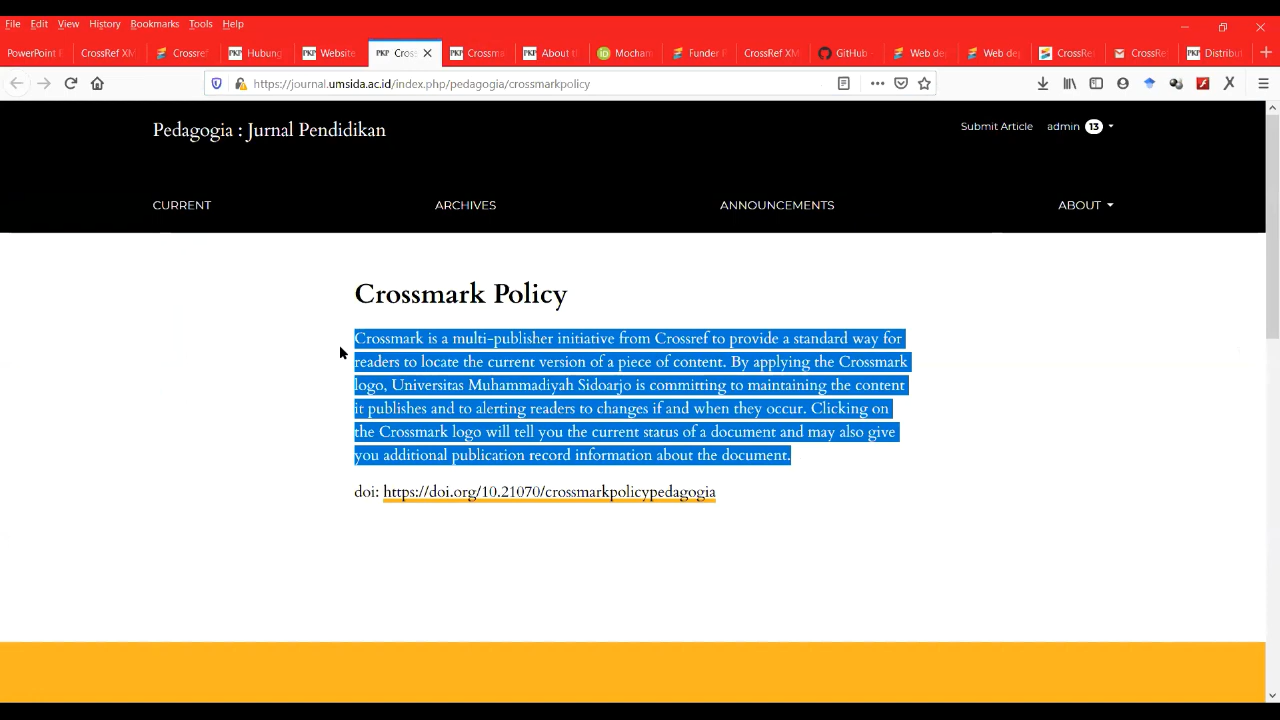 File Edit View History Bookmarks Tools Help
PowerPoint CrossRef XM Crossref Hubung Website Cros Crossma About th Mocham Funder CrossRef XM GitHub Web de Web de CrossRe CrossRe Distribut
https://journal.umsida.ac.id/index.php/pedagogia/crossmarkpolicy
Pedagogia : Jurnal Pendidikan
Submit Article admin 13
CURRENT ARCHIVES ANNOUNCEMENTS ABOUT
Crossmark Policy
Crossmark is a multi-publisher initiative from Crossref to provide a standard way for
readers to locate the current version of a piece of content. By applying the Crossmark
logo, Universitas Muhammadiyah Sidoarjo is committing to maintaining the content
it publishes and to alerting readers to changes if and when they occur. Clicking on
the Crossmark logo will tell you the current status of a document and may also give
you additional publication record information about the document.
doi: https://doi.org/10.21070/crossmarkpolicypedagogia